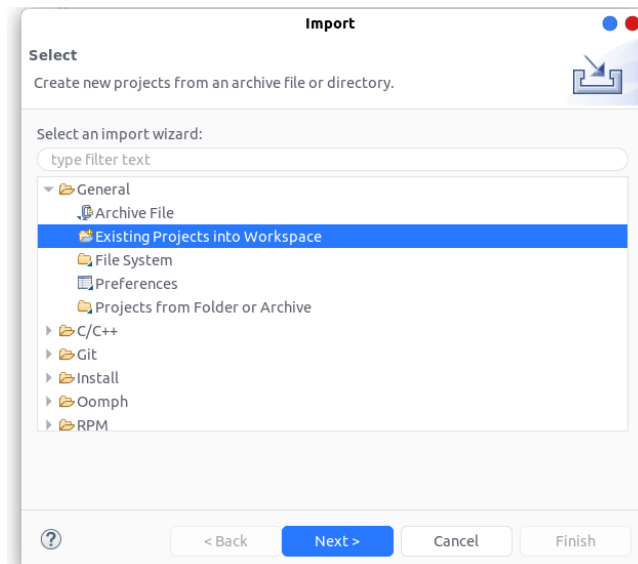 Import
Select
Create new projects from an archive file or directory.
Select an import wizard:
type filter text
General
Archive File
Existing Projects into Workspace
File System
Preferences
Projects from Folder or Archive
C/C++
Git
Install
Oomph
RPM
? < Back Next > Cancel Finish